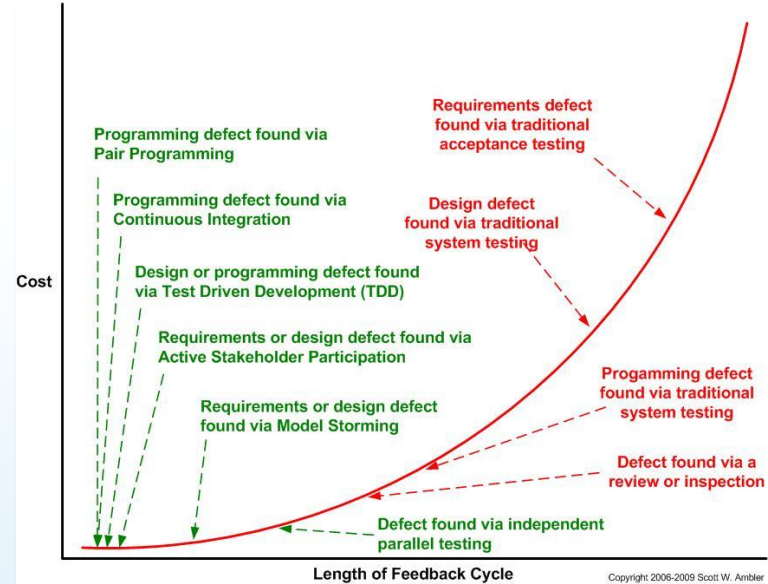 Programming defect found via
Pair Programming
Programming defect found via
Continuous Integration
Design or programming defect found
via Test Driven Development (TDD)
Requirements or design defect found via
Active Stakeholder Participation
Requirements or design defect
found via Model Storming
Defect found via independent
parallel testing
Requirements defect
found via traditional
acceptance testing
Design defect
found via traditional
system testing
Progamming defect
found via traditional
system testing
Defect found via a
review or inspection
Cost
Length of Feedback Cycle
Copyright 2006-2009 Scott W. Ambler